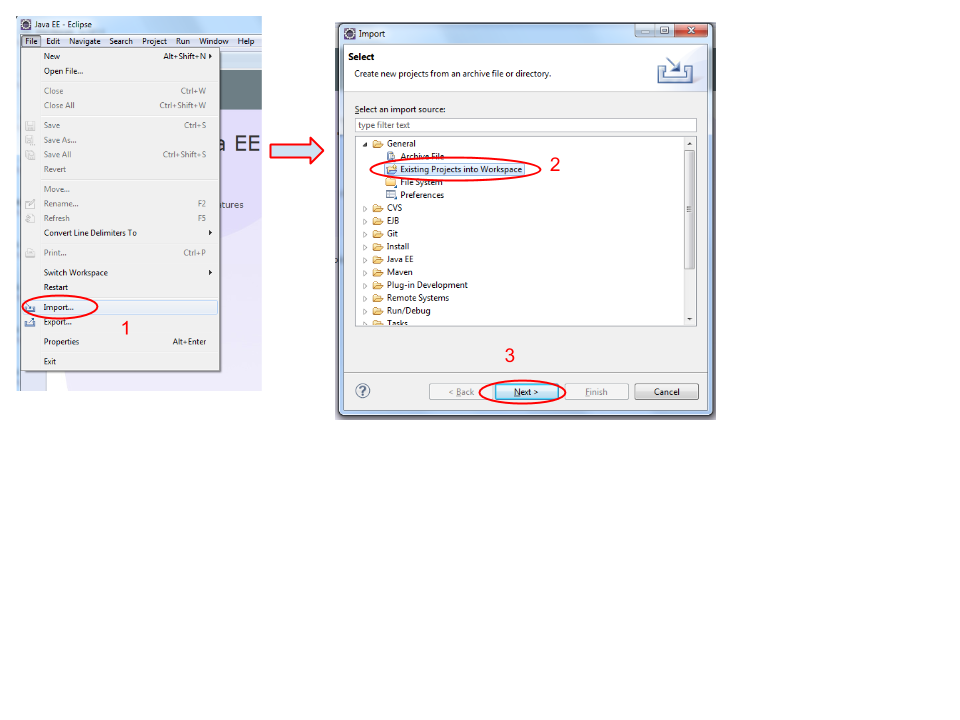 Java EE - Eclipse
File Edit Navigate Search Project Run Window Help
New Alt+Shift+N
Open File...
Close Ctrl+W
Close All Ctrl+Shift+W
Save Ctrl+S
Save As...
Save All Ctrl+Shift+S
Revert
Move...
Rename... F2
Refresh F5
Convert Line Delimiters To
Print... Ctrl+P
Switch Workspace
Restart
Import...
Export...
1
Properties Alt+Enter
Exit
a EE
tures
Import
Select
Create new projects from an archive file or directory.
Select an import source:
type filter text
General
Archive File
Existing Projects into Workspace
2
File System
Preferences
CVS
EJB
Git
Install
Java EE
Maven
Plug-in Development
Remote Systems
Run/Debug
Tasks
3
? < Back Next > Finish Cancel